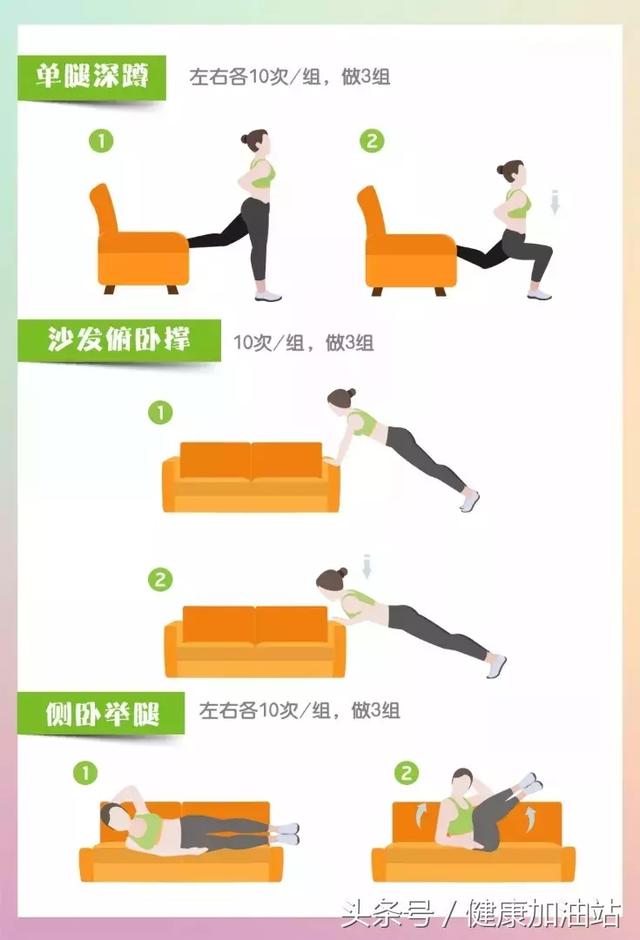 单腿深蹲 左右各10次/组，做3组
1 2
沙发俯卧撑 10次/组，做3组
1
2
侧卧举腿 左右各10次/组，做3组
1 2
头条号/健康加油站